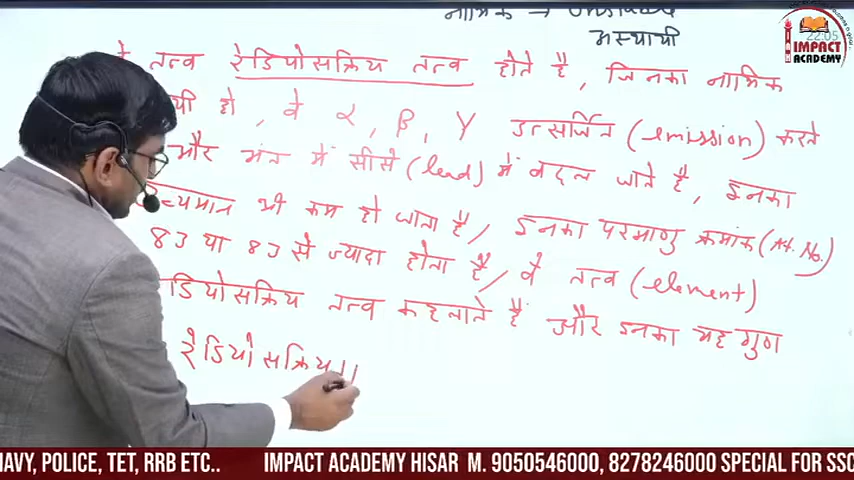 नाभिक →
अस्थायी
22:05
IMPACT
ACADEMY
तत्व रेडियोसक्रिय तत्व होते है, जिनका नाभिक
हो, वे α, β, γ उत्सर्जित (emission) करते
और अंत में सीसे (lead) में बदल जाते है, इनका
द्रव्यमान भी कम हो जाता है/ इनका परमाणु क्रमांक (At. No.)
83 या 83 से ज्यादा होता है/ वे तत्व (element)
डियोसक्रिय तत्व कहलाते है और इनका यह गुण
रेडियो सक्रिय
NAVY, POLICE, TET, RRB ETC.. IMPACT ACADEMY HISAR M. 9050546000, 8278246000 SPECIAL FOR SSC